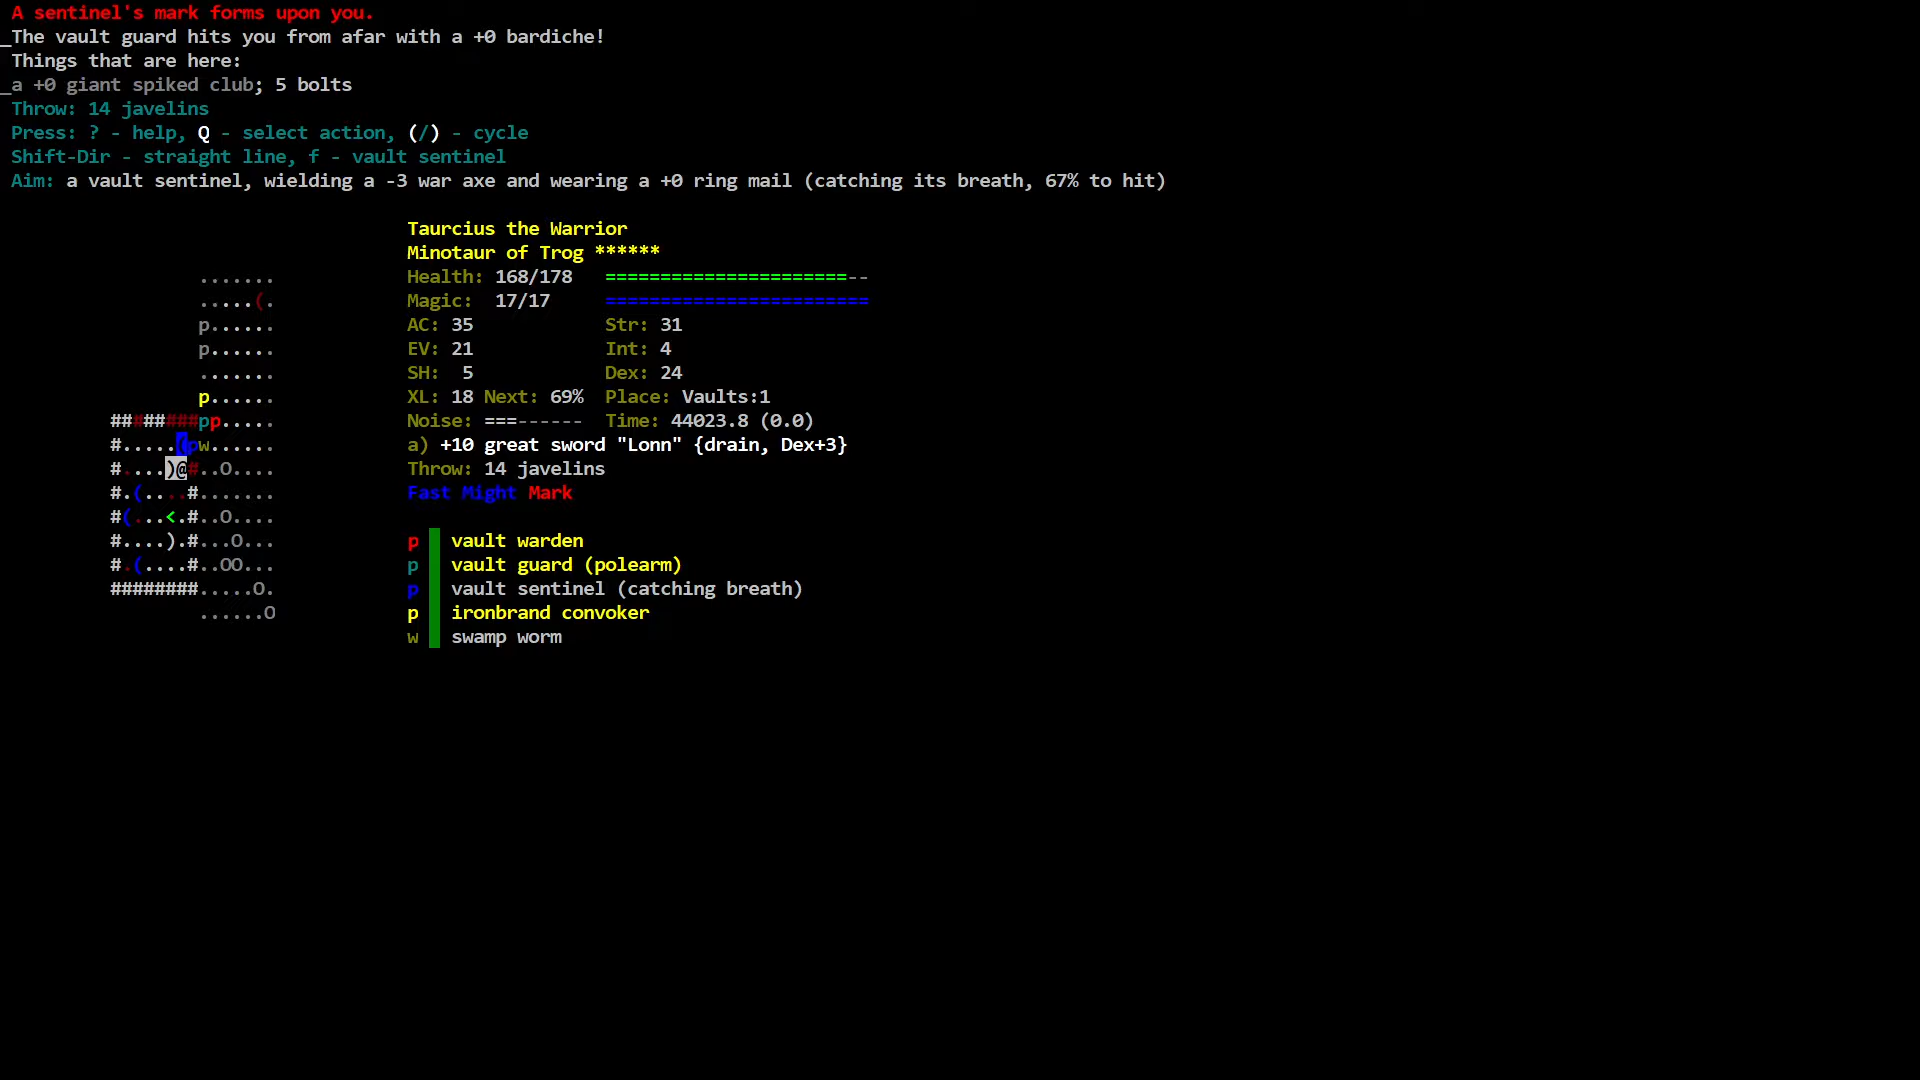 A sentinel's mark forms upon you.
_The vault guard hits you from afar with a +0 bardiche!
Things that are here:
_a +0 giant spiked club; 5 bolts
Throw: 14 javelins
Press: ? - help, Q - select action, (/) - cycle
Shift-Dir - straight line, f - vault sentinel
Aim: a vault sentinel, wielding a -3 war axe and wearing a +0 ring mail (catching its breath, 67% to hit)
Taurcius the Warrior
Minotaur of Trog ******
Health: 168/178 ======================--
Magic: 17/17 ========================
AC: 35 Str: 31
EV: 21 Int: 4
SH: 5 Dex: 24
XL: 18 Next: 69% Place: Vaults:1
Noise: ===------ Time: 44023.8 (0.0)
a) +10 great sword "Lonn" {drain, Dex+3}
Throw: 14 javelins
Fast Might Mark
.......
.....(.
p......
p......
.......
p......
########pp.....
#.....(pw......
#....)@#..O....
#.(....#.......
#(...<.#..O....
#....).#...O...
#.(....#..OO...
########.....O.
......O
p vault warden
p vault guard (polearm)
p vault sentinel (catching breath)
p ironbrand convoker
w swamp worm